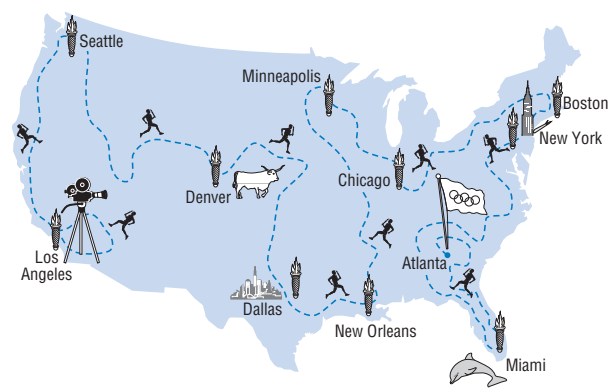 Seattle
Minneapolis
Boston
New York
Denver
Chicago
Los
Angeles
Atlanta
Dallas
New Orleans
Miami